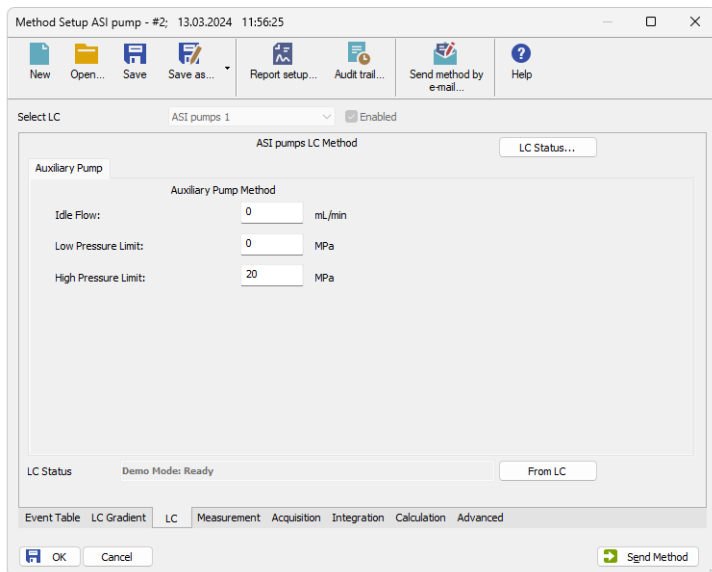 Method Setup ASI pump - #2;   13.03.2024   11:56:25
New Open... Save Save as... Report setup... Audit trail... Send method by e-mail... Help
Select LC ASI pumps 1 Enabled
ASI pumps LC Method LC Status...
Auxiliary Pump
Auxiliary Pump Method
Idle Flow: 0 mL/min
Low Pressure Limit: 0 MPa
High Pressure Limit: 20 MPa
LC Status Demo Mode: Ready From LC
Event Table LC Gradient LC Measurement Acquisition Integration Calculation Advanced
OK Cancel Send Method